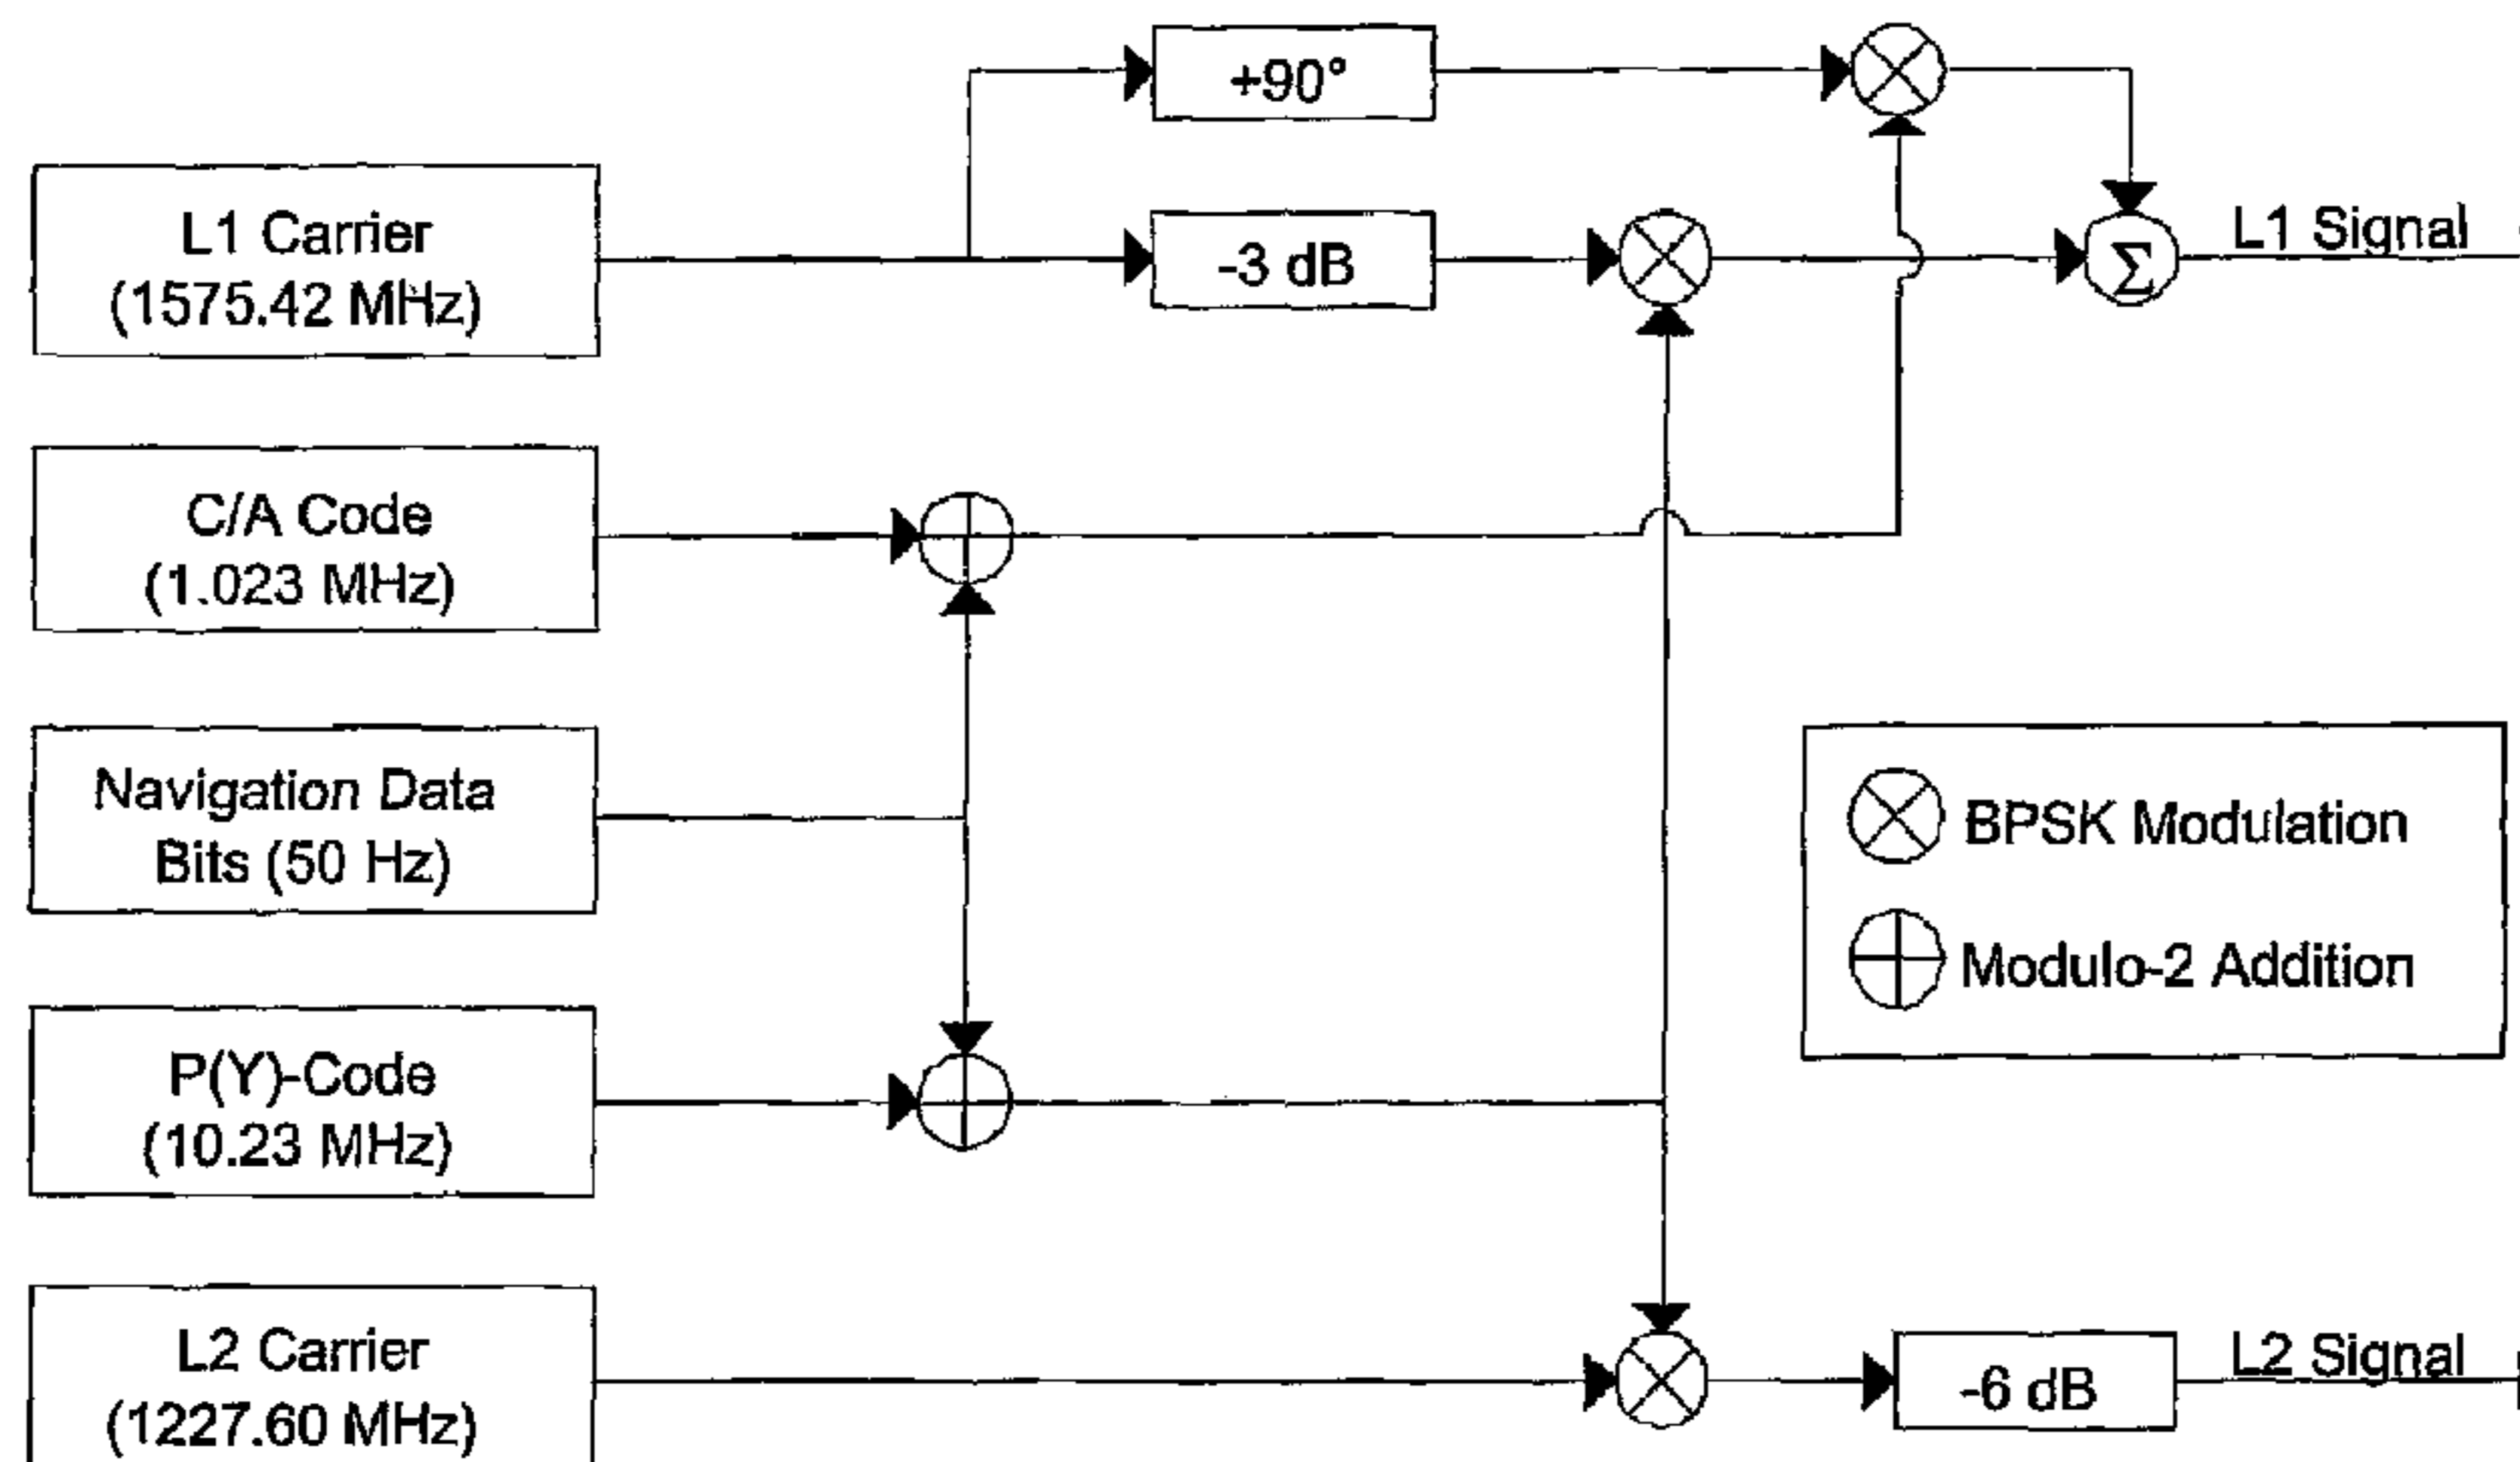 +90°
L1 Carrier
(1575.42 MHz)
-3 dB
Σ
L1 Signal
C/A Code
(1.023 MHz)
Navigation Data
Bits (50 Hz)
BPSK Modulation
Modulo-2 Addition
P(Y)-Code
(10.23 MHz)
L2 Carrier
(1227.60 MHz)
-6 dB
L2 Signal